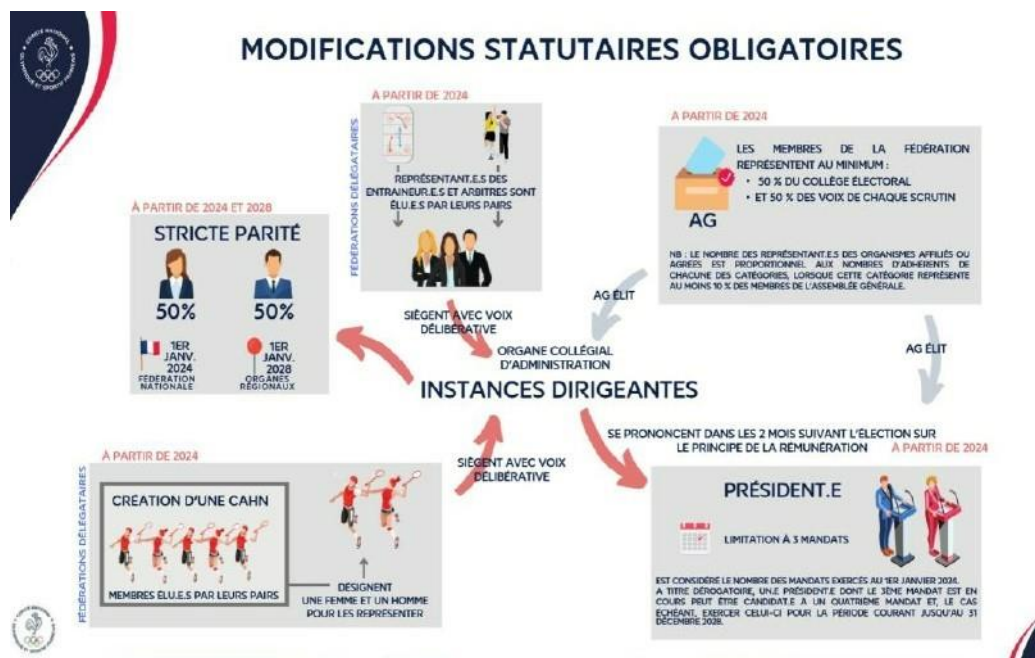 COMITÉ NATIONAL
OLYMPIQUE ET SPORTIF FRANÇAIS
MODIFICATIONS STATUTAIRES OBLIGATOIRES
À PARTIR DE 2024
FÉDÉRATIONS DÉLÉGATAIRES
REPRÉSENTANT.E.S DES
ENTRAINEUR.E.S ET ARBITRES SONT
ÉLU.E.S PAR LEURS PAIRS
À PARTIR DE 2024
LES MEMBRES DE LA FÉDÉRATION
REPRÉSENTENT AU MINIMUM :
• 50 % DU COLLÈGE ÉLECTORAL
• ET 50 % DES VOIX DE CHAQUE SCRUTIN
AG
NB : LE NOMBRE DES REPRÉSENTANT.E.S DES ORGANISMES AFFILIÉS OU
AGRÉES EST PROPORTIONNEL AUX NOMBRES D'ADHERENTS DE
CHACUNE DES CATÉGORIES, LORSQUE CETTE CATÉGORIE REPRÉSENTE
AU MOINS 10 % DES MEMBRES DE L'ASSEMBLÉE GÉNÉRALE.
À PARTIR DE 2024 ET 2028
STRICTE PARITÉ
50% 50%
1ER
JANV.
2024
FÉDÉRATION
NATIONALE
1ER
JANV.
2028
ORGANES
RÉGIONAUX
SIÈGENT AVEC VOIX
DÉLIBÉRATIVE
AG ÉLIT
AG ÉLIT
ORGANE COLLÉGIAL
D'ADMINISTRATION
INSTANCES DIRIGEANTES
SE PRONONCENT DANS LES 2 MOIS SUIVANT L'ÉLECTION SUR
LE PRINCIPE DE LA RÉMUNÉRATION
À PARTIR DE 2024
FÉDÉRATIONS DÉLÉGATAIRES
CRÉATION D'UNE CAHN
MEMBRES ÉLU.E.S PAR LEURS PAIRS
DÉSIGNENT
UNE FEMME ET UN HOMME
POUR LES REPRÉSENTER
SIÈGENT AVEC VOIX
DÉLIBÉRATIVE
À PARTIR DE 2024
PRÉSIDENT.E
LIMITATION À 3 MANDATS
EST CONSIDÉRÉ LE NOMBRE DES MANDATS EXERCÉS AU 1ER JANVIER 2024.
A TITRE DÉROGATOIRE, UN.E PRÉSIDENT.E DONT LE 3ÈME MANDAT EST EN
COURS PEUT ÊTRE CANDIDAT.E A UN QUATRIÈME MANDAT ET, LE CAS
ÉCHÉANT, EXERCER CELUI-CI POUR LA PÉRIODE COURANT JUSQU'AU 31
DÉCEMBRE 2028.